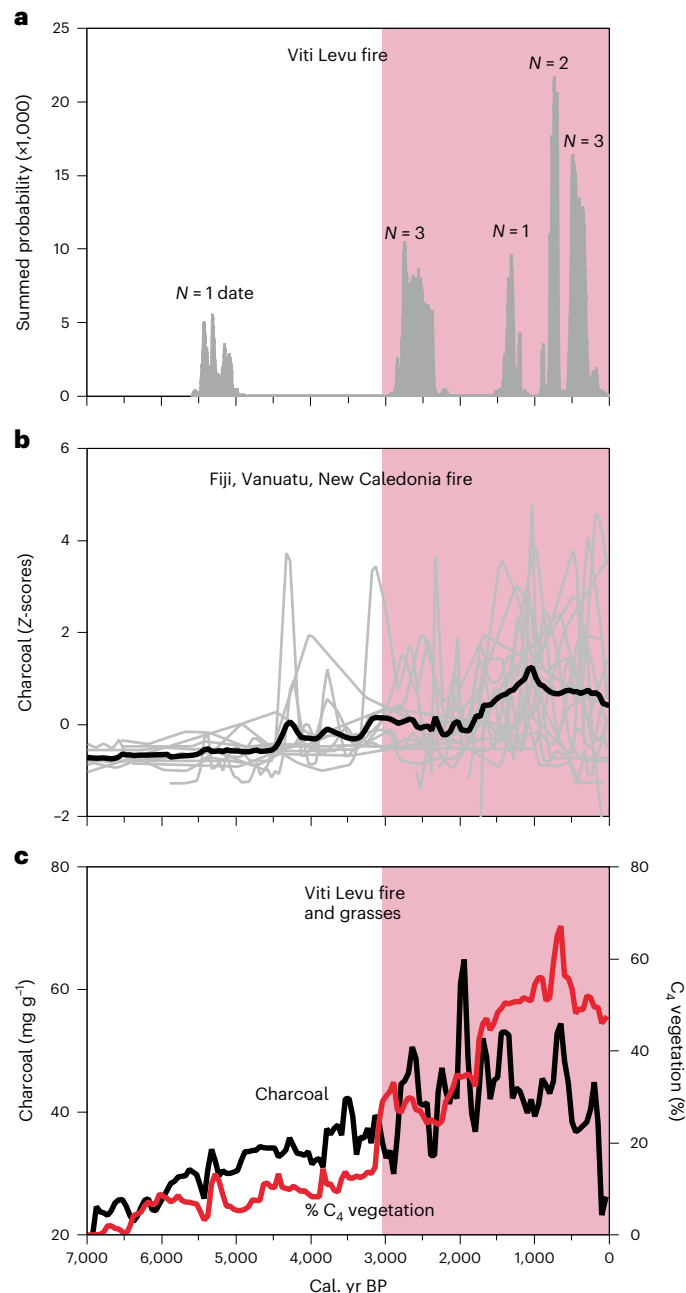 a
25
20
15
10
5
0
Summed probability (×1,000)
Viti Levu fire
N = 1 date
N = 3
N = 1
N = 2
N = 3
b
6
4
2
0
–2
Charcoal (Z-scores)
Fiji, Vanuatu, New Caledonia fire
c
80
60
40
20
Charcoal (mg g–1)
Viti Levu fire
and grasses
Charcoal
% C4 vegetation
80
60
40
20
0
C4 vegetation (%)
7,000 6,000 5,000 4,000 3,000 2,000 1,000 0
Cal. yr BP